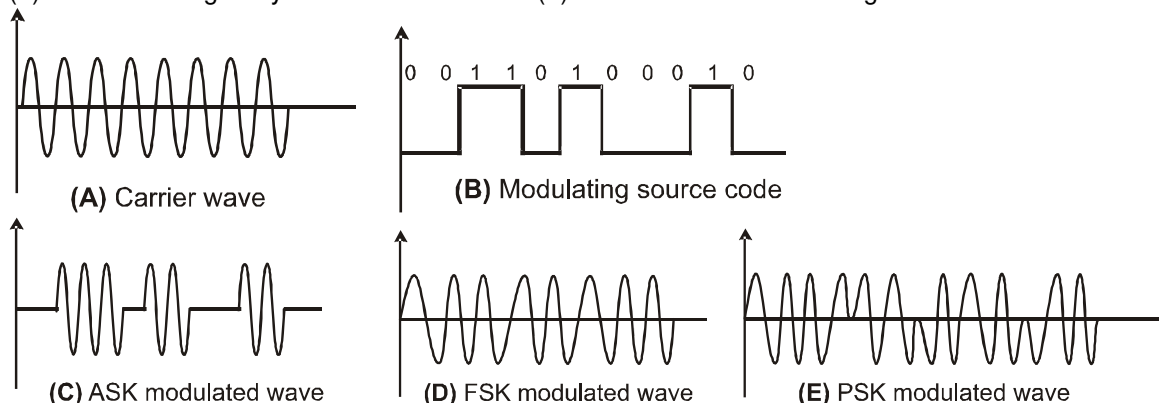 0 0 1 1 0 1 0 0 0 1 0
(A) Carrier wave
(B) Modulating source code
(C) ASK modulated wave
(D) FSK modulated wave
(E) PSK modulated wave